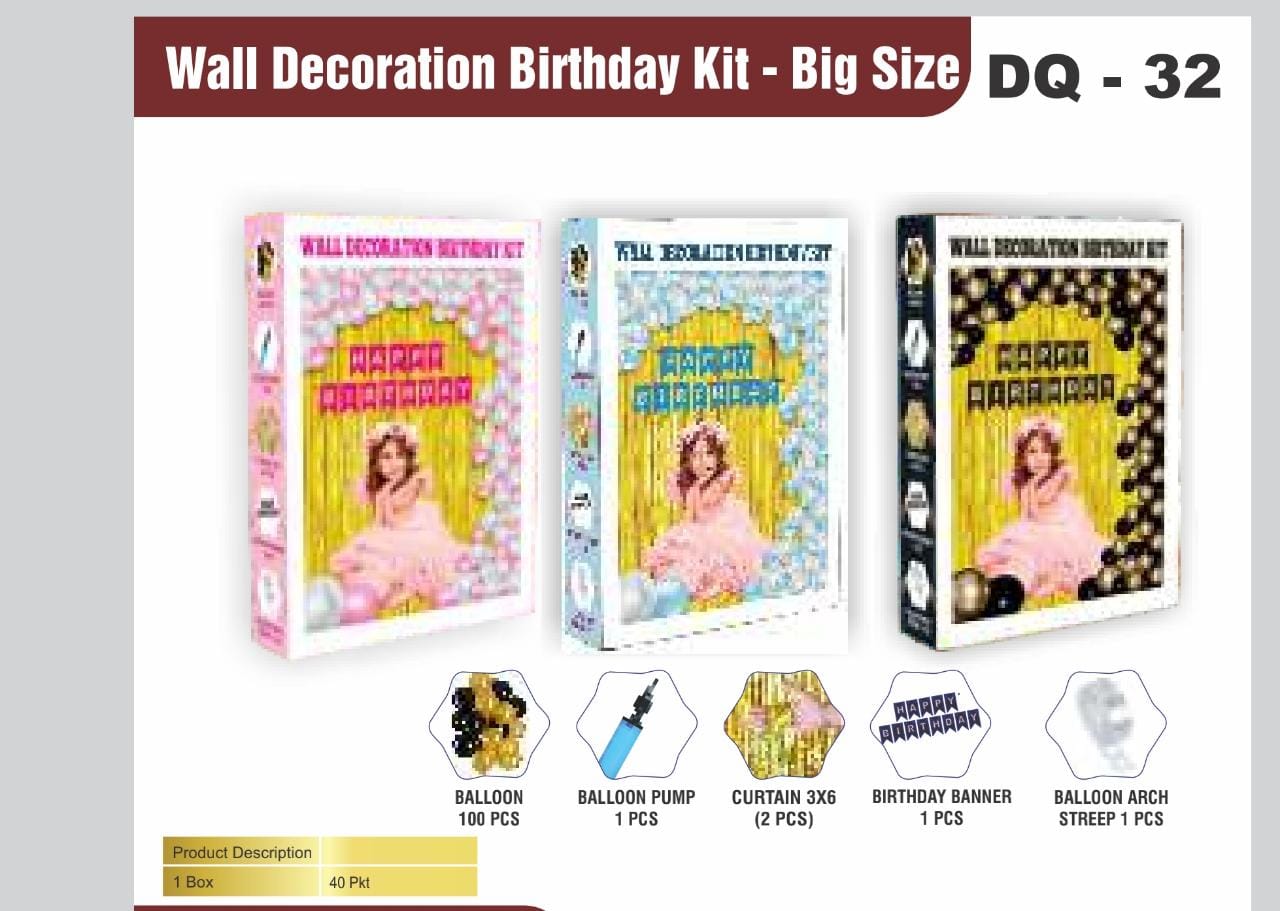 Wall Decoration Birthday Kit - Big Size
DQ - 32
WALL DECORATION BIRTHDAY KIT
WALL DECORATION BIRTHDAY KIT
WALL DECORATION BIRTHDAY KIT
HAPPY
BIRTHDAY
HAPPY
BIRTHDAY
HAPPY
BIRTHDAY
HAPPY
BIRTHDAY
BALLOON
100 PCS
BALLOON PUMP
1 PCS
CURTAIN 3X6
(2 PCS)
BIRTHDAY BANNER
1 PCS
BALLOON ARCH
STREEP 1 PCS
Product Description
1 Box
40 Pkt